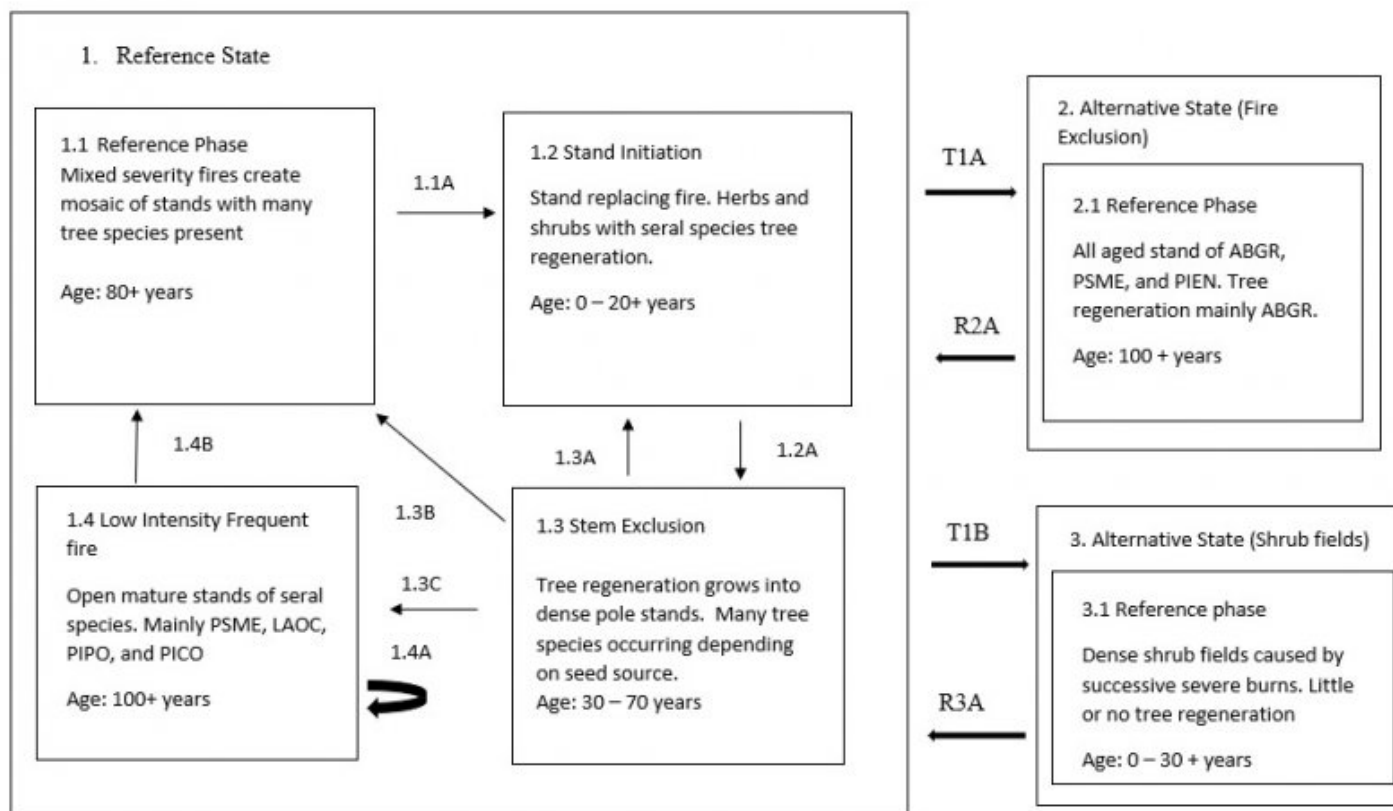 1. Reference State
1.1 Reference Phase
Mixed severity fires create
mosaic of stands with many
tree species present
Age: 80+ years
1.1A
1.2 Stand Initiation
Stand replacing fire. Herbs and
shrubs with seral species tree
regeneration.
Age: 0 – 20+ years
T1A
R2A
2. Alternative State (Fire
Exclusion)
2.1 Reference Phase
All aged stand of ABGR,
PSME, and PIEN. Tree
regeneration mainly ABGR.
Age: 100 + years
1.4B
1.3A
1.2A
1.4 Low Intensity Frequent
fire
Open mature stands of seral
species. Mainly PSME, LAOC,
PIPO, and PICO
Age: 100+ years
1.3B
1.3C
1.4A
1.3 Stem Exclusion
Tree regeneration grows into
dense pole stands. Many tree
species occurring depending
on seed source.
Age: 30 – 70 years
T1B
R3A
3. Alternative State (Shrub fields)
3.1 Reference phase
Dense shrub fields caused by
successive severe burns. Little
or no tree regeneration
Age: 0 – 30 + years